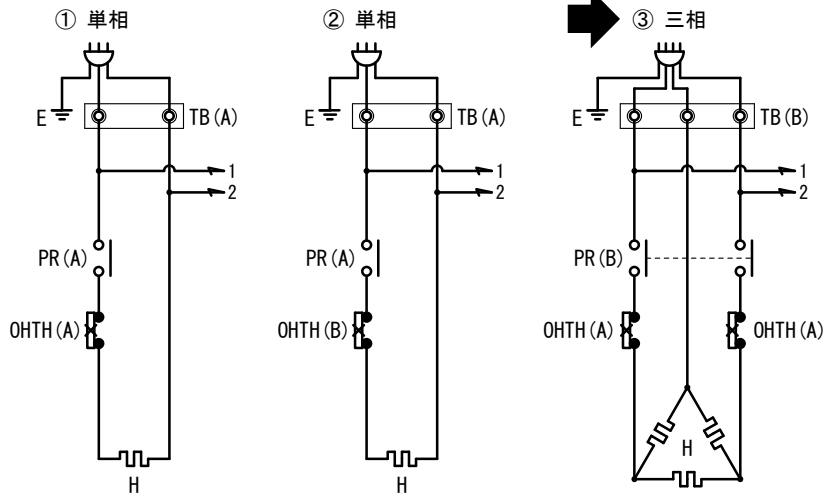 ① 単相
E
TB(A)
1
2
PR(A)
OHTH(A)
H
② 単相
E
TB(A)
1
2
PR(A)
OHTH(B)
H
③ 三相
E
TB(B)
1
2
PR(B)
OHTH(A)
OHTH(A)
H